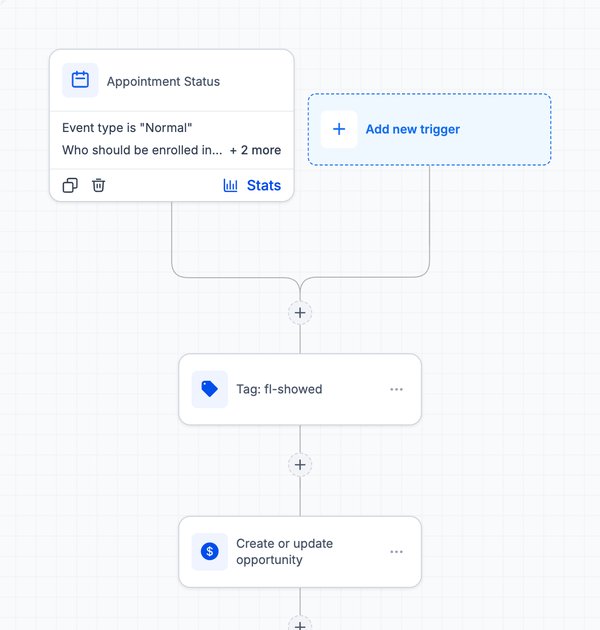 Appointment Status
Event type is "Normal"
Who should be enrolled in... + 2 more
Stats
Add new trigger
Tag: fl-showed
Create or update
opportunity